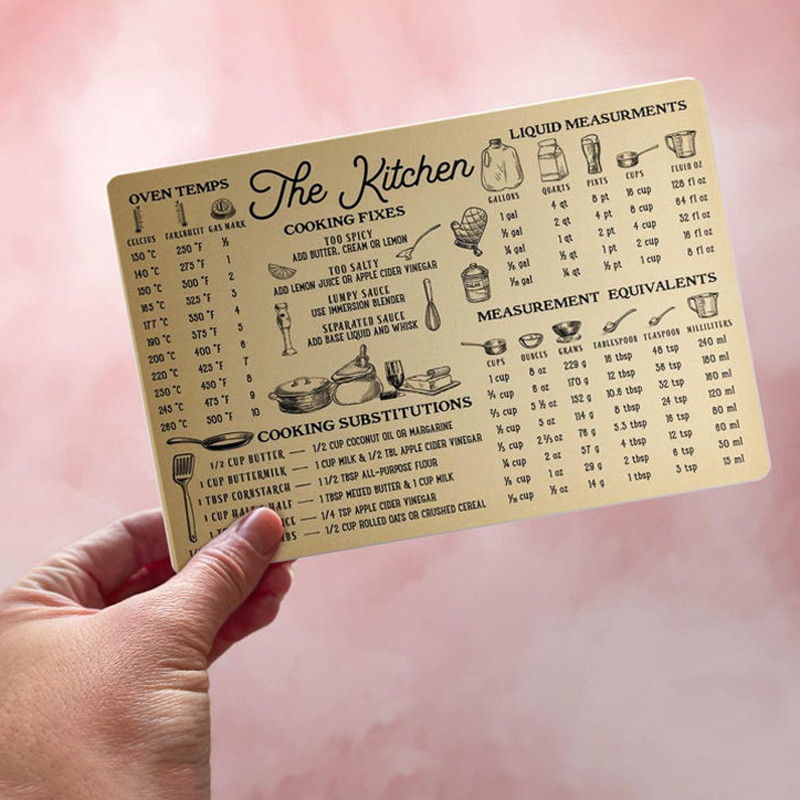 OVEN TEMPS
CELCIUS FARENHEIT GAS MARK
130 °C 250 °F ½
140 °C 275 °F 1
150 °C 300 °F 2
165 °C 325 °F 3
177 °C 350 °F 4
190 °C 375 °F 5
200 °C 400 °F 6
220 °C 425 °F 7
230 °C 450 °F 8
245 °C 475 °F 9
260 °C 500 °F 10
The Kitchen
COOKING FIXES
TOO SPICY
ADD BUTTER, CREAM OR LEMON
TOO SALTY
ADD LEMON JUICE OR APPLE CIDER VINEGAR
LUMPY SAUCE
USE IMMERSION BLENDER
SEPARATED SAUCE
ADD BASE LIQUID AND WHISK
LIQUID MEASURMENTS
GALLONS QUARTS PINTS CUPS FLUID OZ
1 gal 4 qt 8 pt 16 cup 128 fl oz
½ gal 2 qt 4 pt 8 cup 64 fl oz
¼ gal 1 qt 2 pt 4 cup 32 fl oz
⅛ gal ½ qt 1 pt 2 cup 16 fl oz
gal ¼ qt ½ pt 1 cup 8 fl oz
MEASUREMENT EQUIVALENTS
CUPS OUNCES GRAMS TABLESPOON TEASPOON MILLILITERS
1 cup 8 oz 229 g 16 tbsp 48 tsp 240 ml
¾ cup 6 oz 170 g 12 tbsp 36 tsp 180 ml
⅔ cup 5 ⅓ oz 152 g 10.6 tbsp 32 tsp 160 ml
½ cup oz 114 g 8 tbsp 24 tsp 120 ml
⅓ cup 2⅔ oz 76 g 5.3 tbsp 16 tsp 80 ml
¼ cup 2 oz 57 g 4 tbsp 12 tsp 60 ml
⅛ cup 1 oz 29 g 2 tbsp 6 tsp 30 ml
1/16 cup ½ oz 14 g 1 tbsp 3 tsp 15 ml
COOKING SUBSTITUTIONS
1/2 CUP BUTTER — 1/2 CUP COCONUT OIL OR MARGARINE
1 CUP BUTTERMILK — 1 CUP MILK & 1/2 TBL APPLE CIDER VINEGAR
1 TBSP CORNSTARCH — 1 1/2 TBSP ALL-PURPOSE FLOUR
1 CUP HALF & HALF — 1 TBSP MELTED BUTTER & 1 CUP MILK
— 1/4 TSP APPLE CIDER VINEGAR
— 1/2 CUP ROLLED OATS OR CRUSHED CEREAL